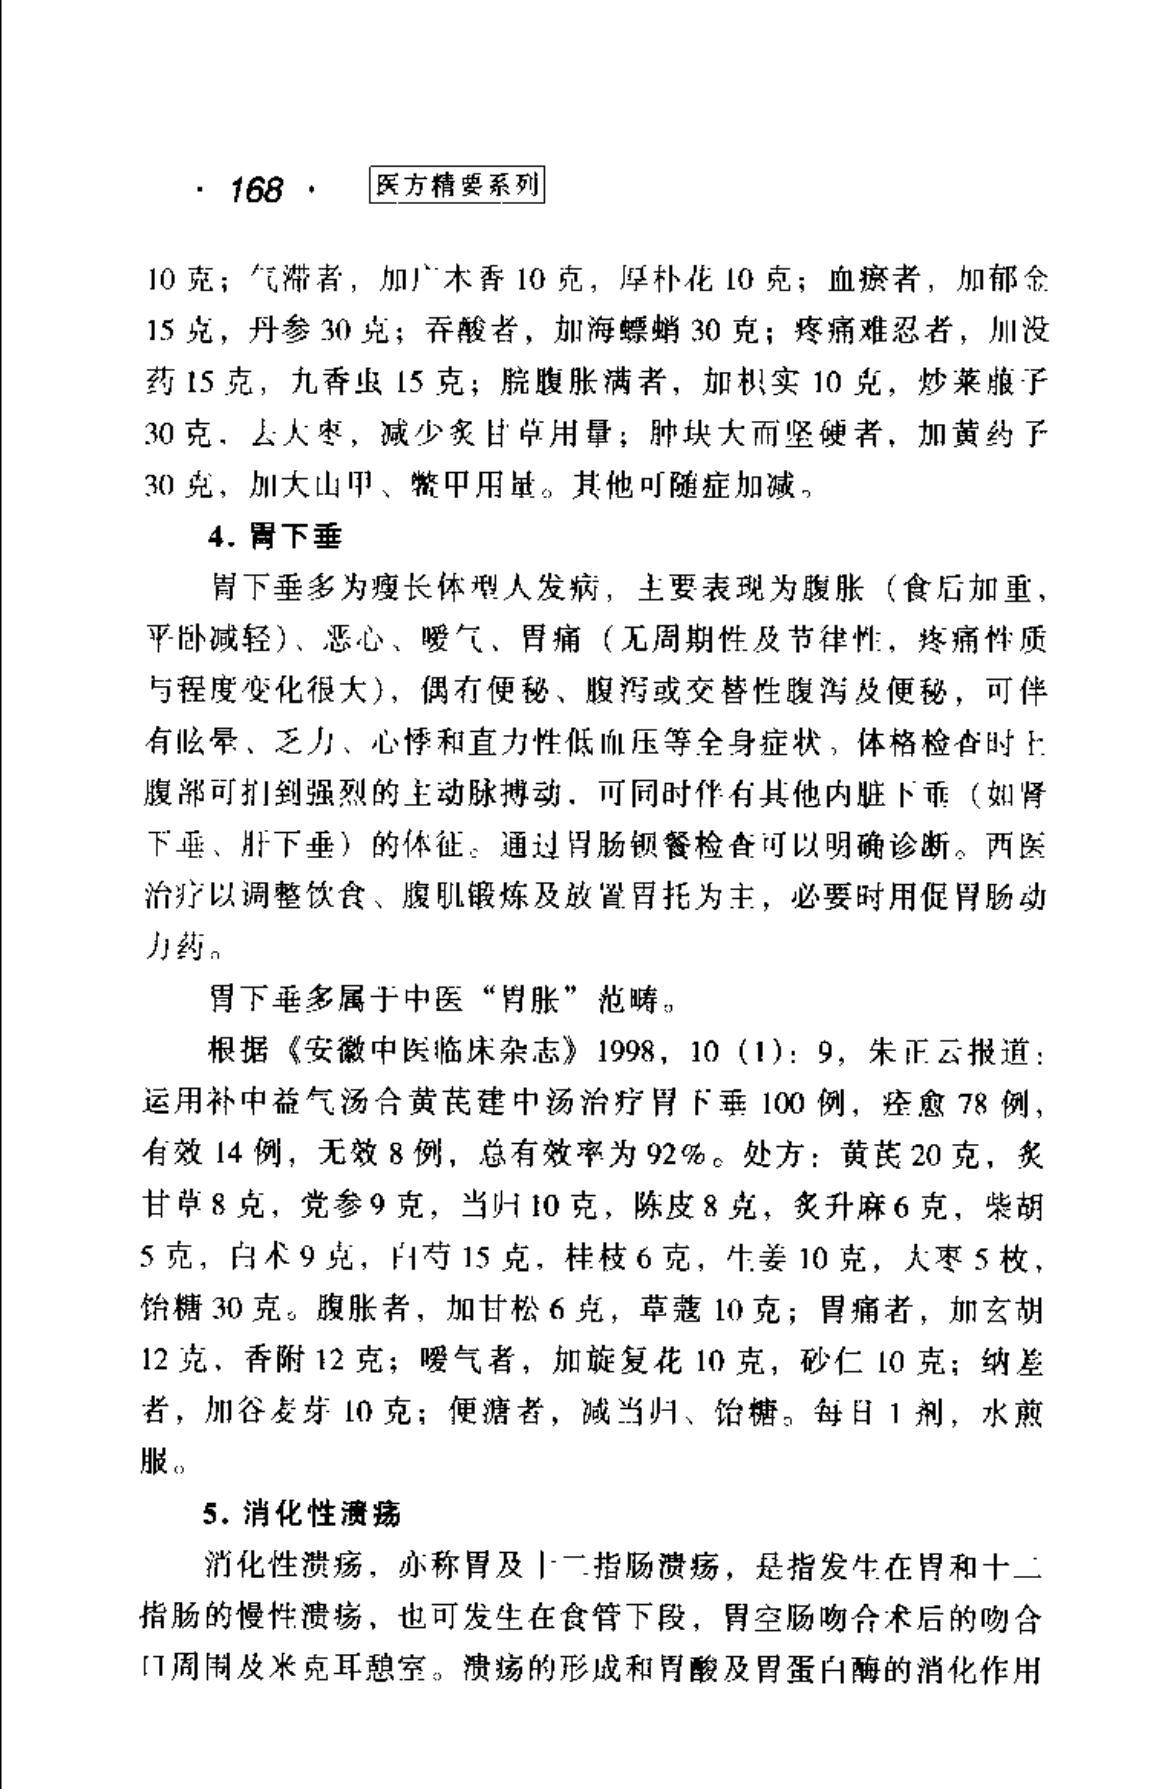 · 168 · 医方精要系列
10 克；气滞者，加广木香 10 克，厚朴花 10 克；血瘀者，加郁金
15 克，丹参 30 克；吞酸者，加海螵蛸 30 克；疼痛难忍者，加没
药 15 克，九香虫 15 克；脘腹胀满者，加枳实 10 克，炒莱菔子
30 克，去大枣，减少炙甘草用量；肿块大而坚硬者，加黄药子
30 克，加大山甲、鳖甲用量。其他可随症加减。
4. 胃下垂
胃下垂多为瘦长体型人发病，主要表现为腹胀（食后加重，
平卧减轻）、恶心、嗳气、胃痛（无周期性及节律性，疼痛性质
与程度变化很大），偶有便秘、腹泻或交替性腹泻及便秘，可伴
有眩晕、乏力、心悸和直力性低血压等全身症状。体格检查时上
腹部可扪到强烈的主动脉搏动，可同时伴有其他内脏下垂（如肾
下垂、肝下垂）的体征。通过胃肠钡餐检查可以明确诊断。西医
治疗以调整饮食、腹肌锻炼及放置胃托为主，必要时用促胃肠动
力药。
胃下垂多属于中医“胃胀”范畴。
根据《安徽中医临床杂志》1998，10（1）：9，朱正云报道：
运用补中益气汤合黄芪建中汤治疗胃下垂 100 例，痊愈 78 例，
有效 14 例，无效 8 例，总有效率为 92%。处方：黄芪 20 克，炙
甘草 8 克，党参 9 克，当归 10 克，陈皮 8 克，炙升麻 6 克，柴胡
5 克，白术 9 克，白芍 15 克，桂枝 6 克，生姜 10 克，大枣 5 枚，
饴糖 30 克。腹胀者，加甘松 6 克，草蔻 10 克；胃痛者，加玄胡
12 克，香附 12 克；嗳气者，加旋复花 10 克，砂仁 10 克；纳差
者，加谷麦芽 10 克；便溏者，减当归、饴糖。每日 1 剂，水煎
服。
5. 消化性溃疡
消化性溃疡，亦称胃及十二指肠溃疡，是指发生在胃和十二
指肠的慢性溃疡，也可发生在食管下段，胃空肠吻合术后的吻合
口周围及米克耳憩室。溃疡的形成和胃酸及胃蛋白酶的消化作用